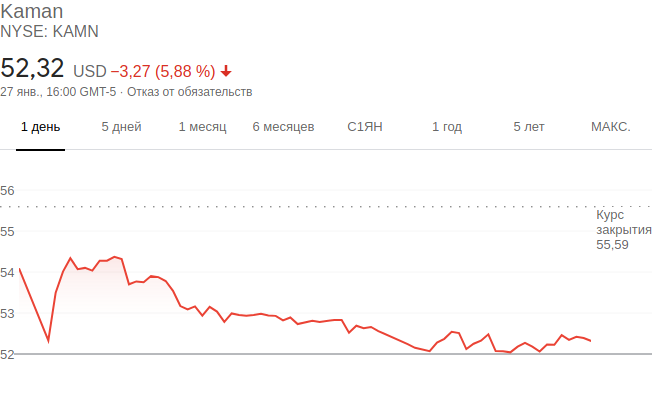 Kaman
NYSE: KAMN
52,32 USD −3,27 (5,88 %)
27 янв., 16:00 GMT-5 · Отказ от обязательств
1 день 5 дней 1 месяц 6 месяцев С1ЯН 1 год 5 лет МАКС.
56
55
54
53
52
Курс
закрытия
55,59